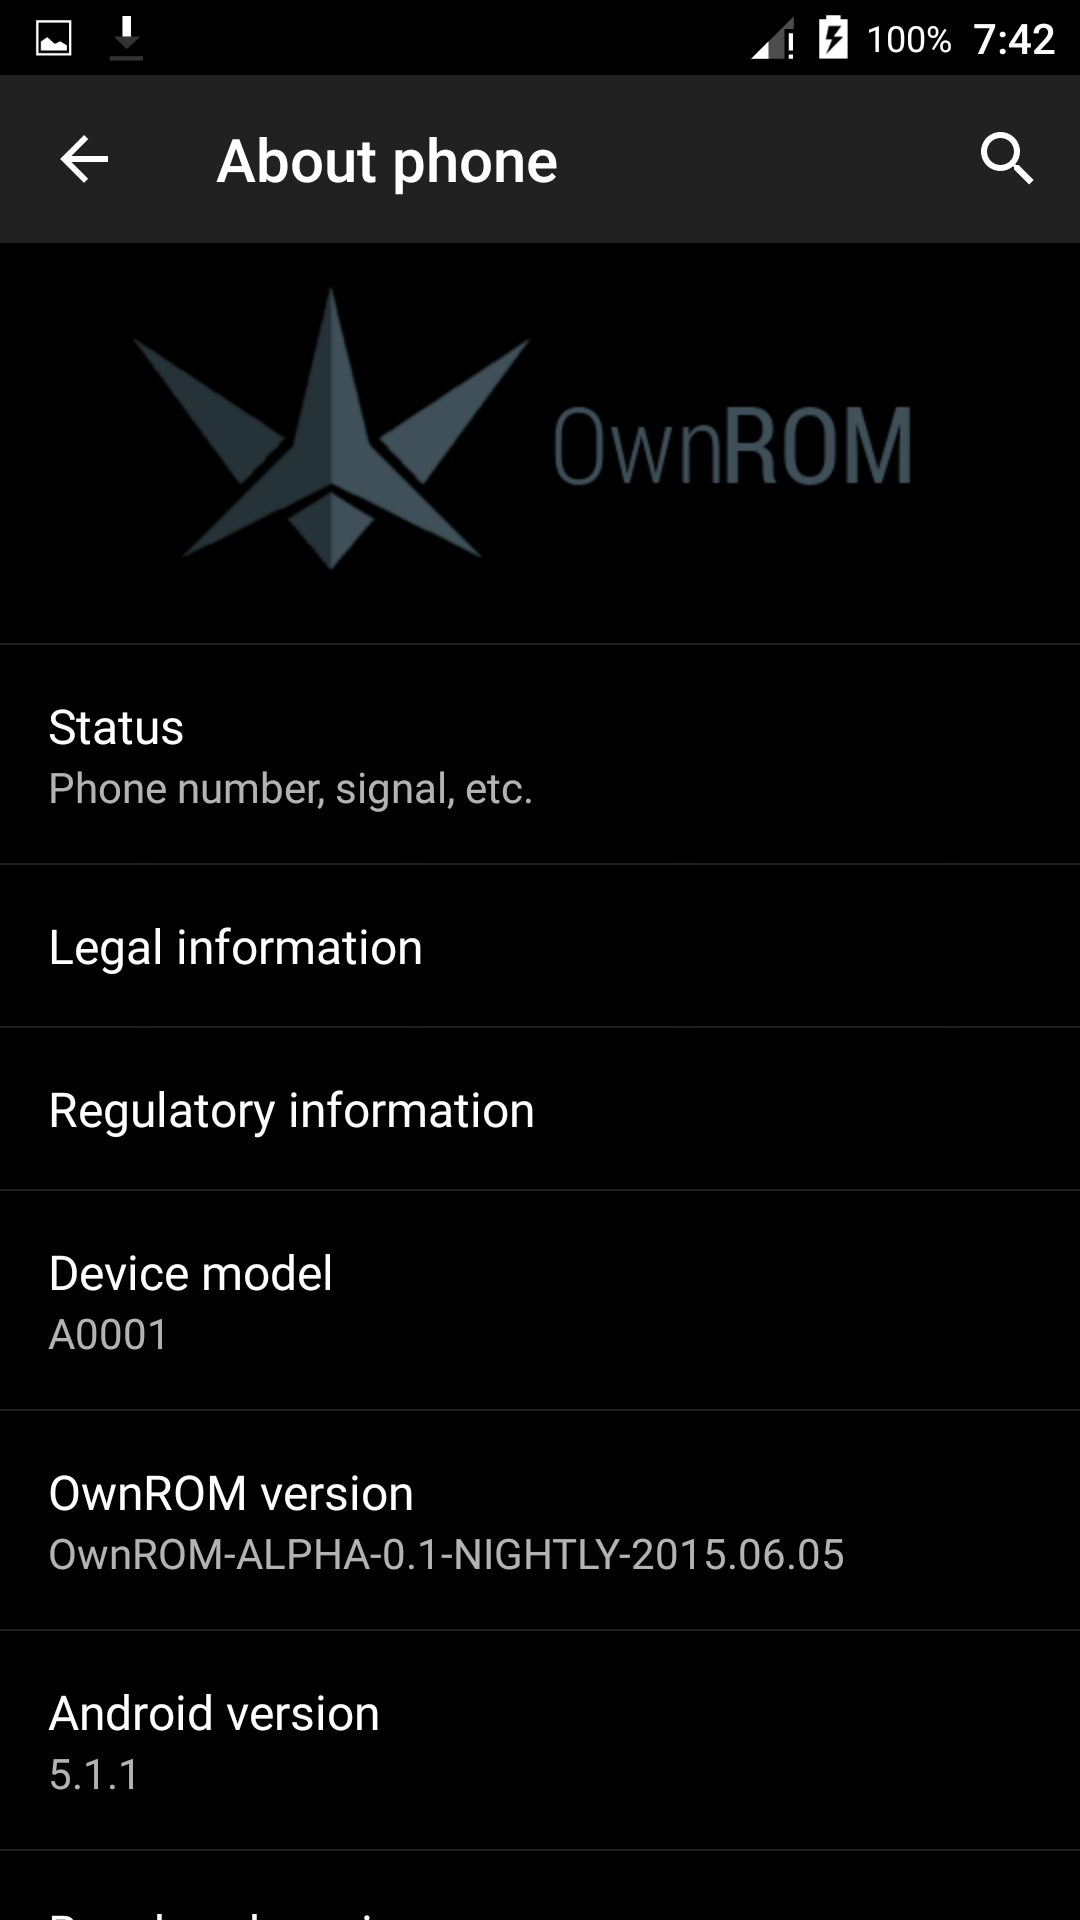 100% 7:42
About phone
OwnROM
Status
Phone number, signal, etc.
Legal information
Regulatory information
Device model
A0001
OwnROM version
OwnROM-ALPHA-0.1-NIGHTLY-2015.06.05
Android version
5.1.1